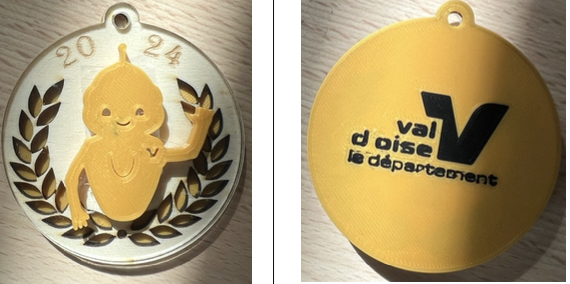 2024
val
d oise
le département